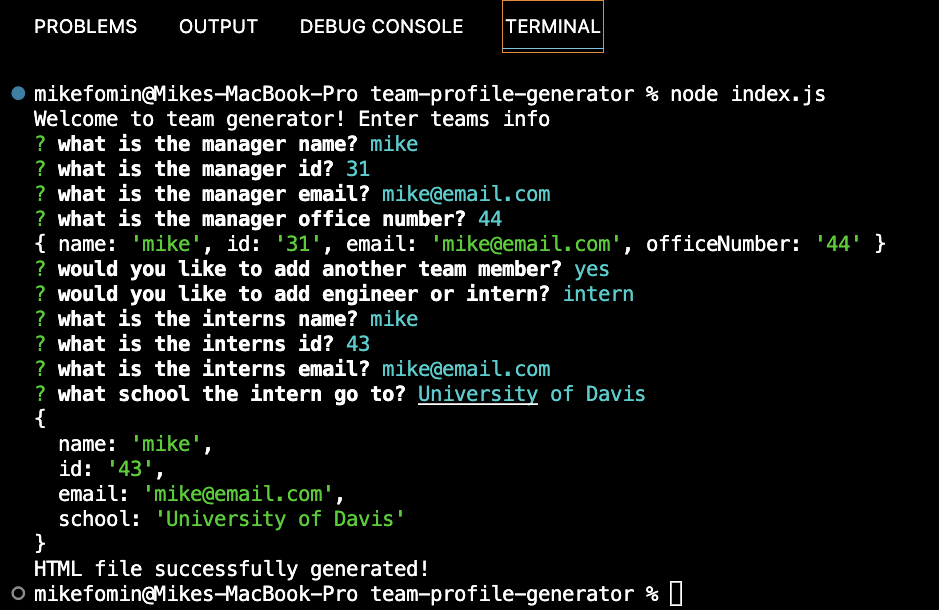 PROBLEMS OUTPUT DEBUG CONSOLE TERMINAL
mikefomin@Mikes-MacBook-Pro team-profile-generator % node index.js
Welcome to team generator! Enter teams info
? what is the manager name? mike
? what is the manager id? 31
? what is the manager email? mike@email.com
? what is the manager office number? 44
{ name: 'mike', id: '31', email: 'mike@email.com', officeNumber: '44' }
? would you like to add another team member? yes
? would you like to add engineer or intern? intern
? what is the interns name? mike
? what is the interns id? 43
? what is the interns email? mike@email.com
? what school the intern go to? University of Davis
{
  name: 'mike',
  id: '43',
  email: 'mike@email.com',
  school: 'University of Davis'
}
HTML file successfully generated!
mikefomin@Mikes-MacBook-Pro team-profile-generator %